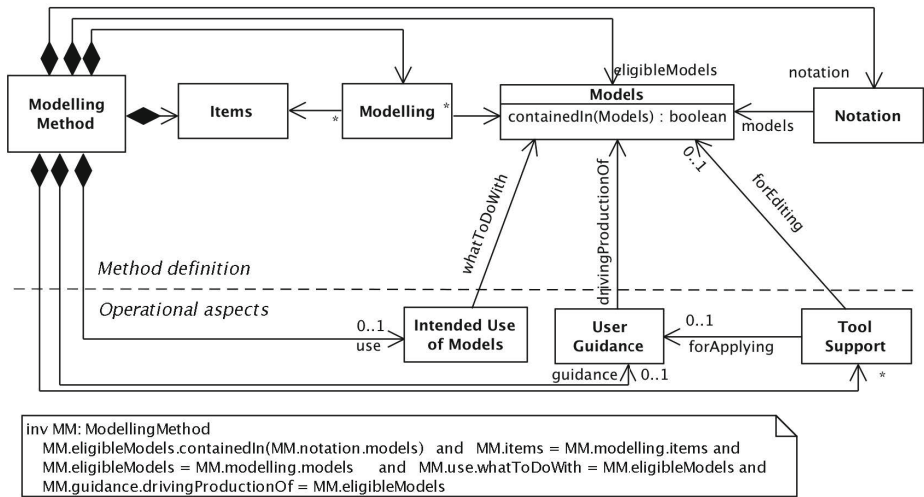 eligibleModels
notation
Modelling
Method
Items
Modelling
*
*
Models
containedIn(Models) : boolean
models
Notation
0..1
whatToDoWith
drivingProductionOf
forEditing
Method definition
Operational aspects
0..1
use
Intended Use
of Models
User
Guidance
0..1
forApplying
Tool
Support
guidance
0..1
*
inv MM: ModellingMethod
MM.eligibleModels.containedIn(MM.notation.models) and MM.items = MM.modelling.items and
MM.eligibleModels = MM.modelling.models and MM.use.whatToDoWith = MM.eligibleModels and
MM.guidance.drivingProductionOf = MM.eligibleModels